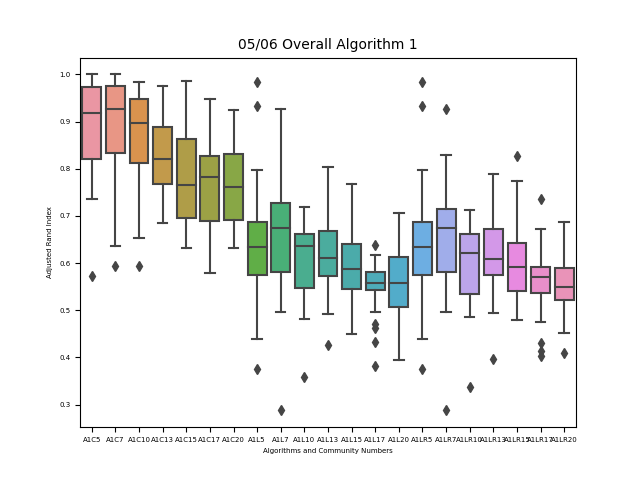 05/06 Overall Algorithm 1
Adjusted Rand Index
1.0
0.9
0.8
0.7
0.6
0.5
0.4
0.3
A1C5 A1C7 A1C10 A1C13 A1C15 A1C17 A1C20 A1L5 A1L7 A1L10 A1L13 A1L15 A1L17 A1L20 A1LR5 A1LR7 A1LR10 A1LR13 A1LR15 A1LR17 A1LR20
Algorithms and Community Numbers